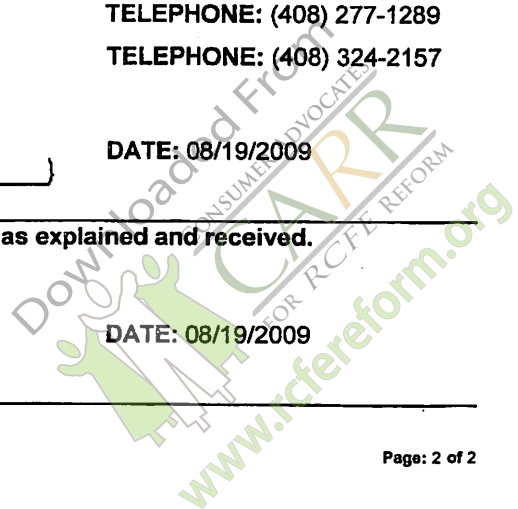 TELEPHONE: (408) 277-1289
TELEPHONE: (408) 324-2157
DATE: 08/19/2009
as explained and received.
DATE: 08/19/2009
Page: 2 of 2
Downloaded From
CONSUMER ADVOCATES
CARR
FOR RCFE REFORM
www.rcfereform.org